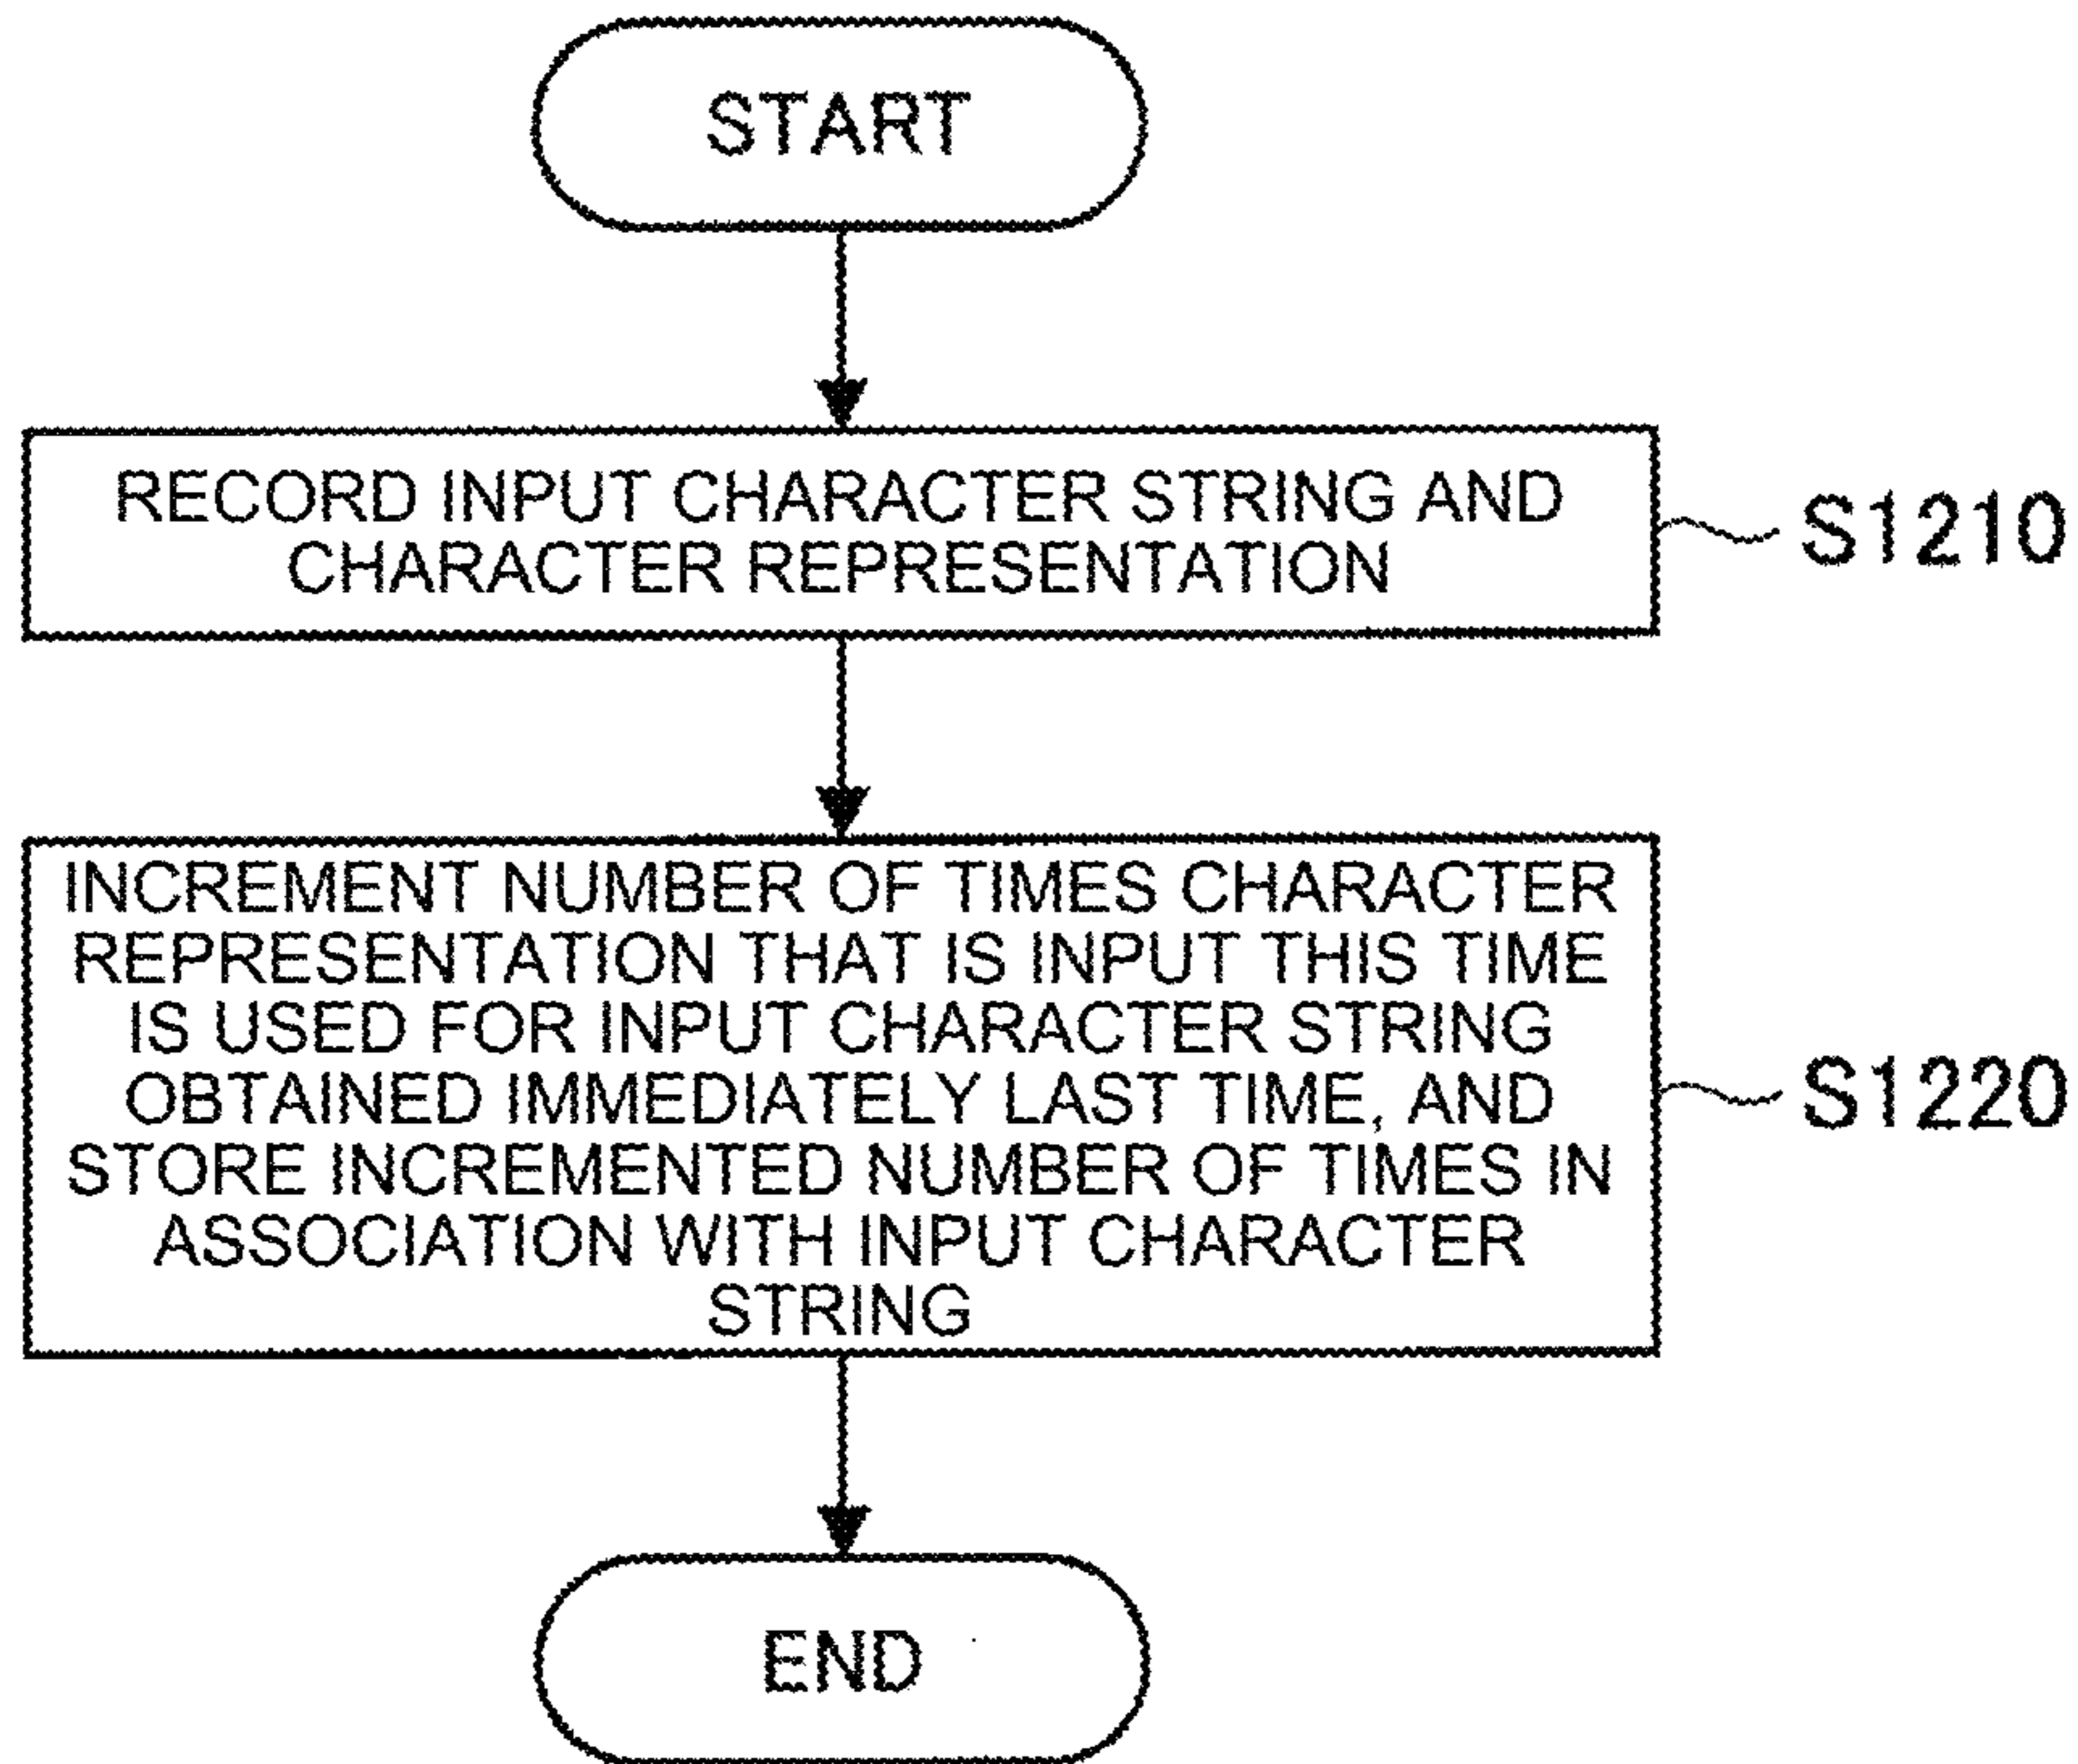 START
RECORD INPUT CHARACTER STRING AND
CHARACTER REPRESENTATION
S1210
INCREMENT NUMBER OF TIMES CHARACTER
REPRESENTATION THAT IS INPUT THIS TIME
IS USED FOR INPUT CHARACTER STRING
OBTAINED IMMEDIATELY LAST TIME, AND
STORE INCREMENTED NUMBER OF TIMES IN
ASSOCIATION WITH INPUT CHARACTER
STRING
S1220
END